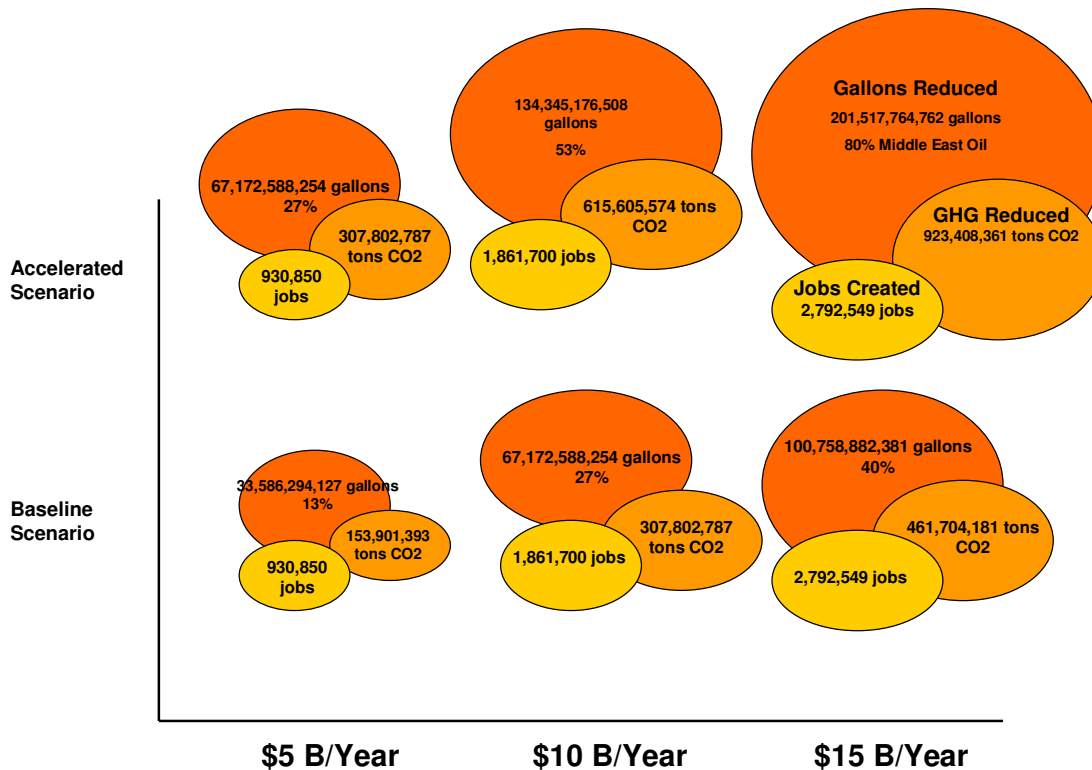 134,345,176,508
gallons
53%
Gallons Reduced
201,517,764,762 gallons
80% Middle East Oil
67,172,588,254 gallons
27%
307,802,787
tons CO2
930,850
jobs
615,605,574 tons
CO2
1,861,700 jobs
GHG Reduced
923,408,361 tons CO2
Jobs Created
2,792,549 jobs
Accelerated
Scenario
33,586,294,127 gallons
13%
153,901,393
tons CO2
930,850
jobs
67,172,588,254 gallons
27%
307,802,787
tons CO2
1,861,700 jobs
100,758,882,381 gallons
40%
461,704,181 tons
CO2
2,792,549 jobs
Baseline
Scenario
$5 B/Year
$10 B/Year
$15 B/Year